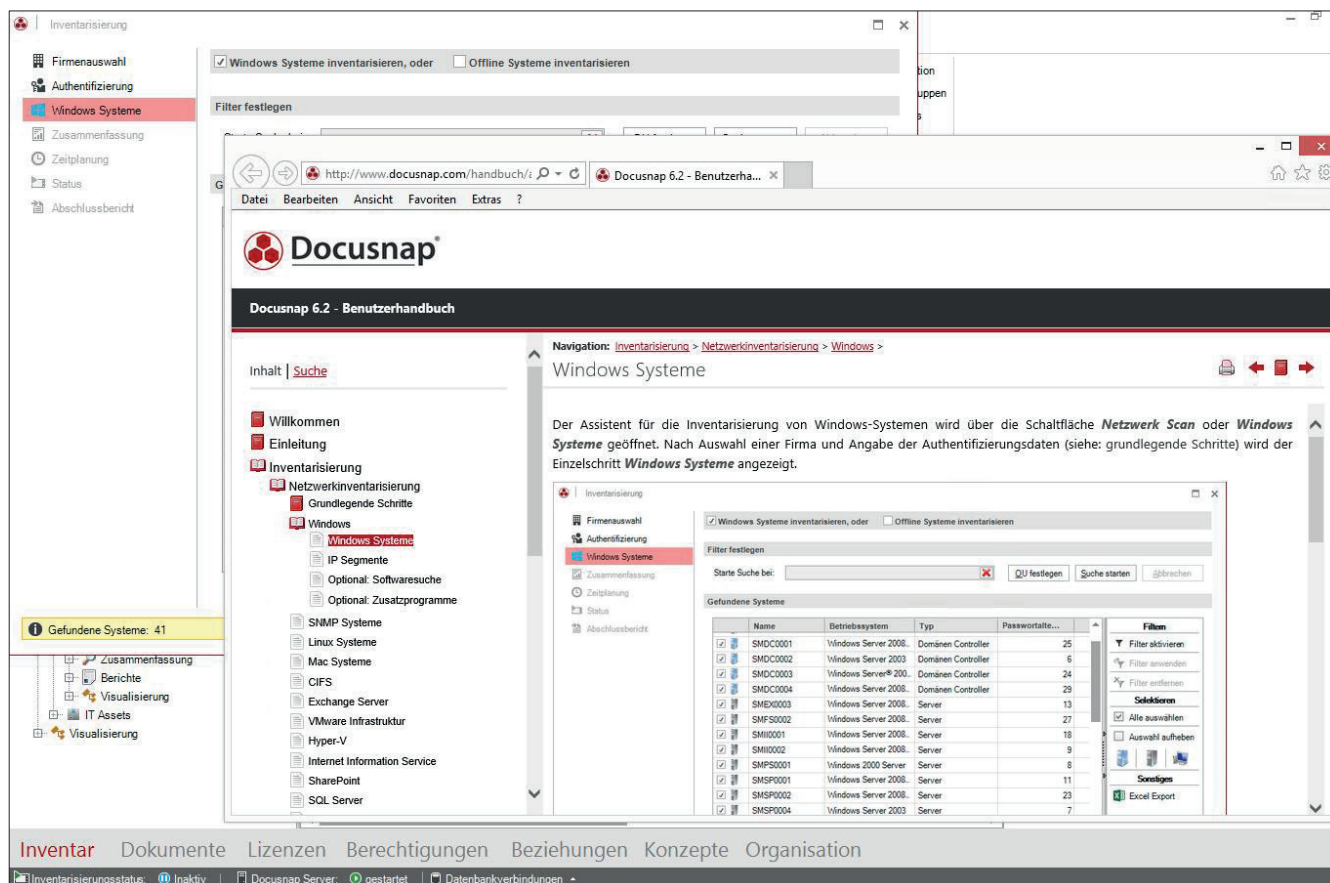 Inventarisierung
Firmenauswahl
Authentifizierung
Windows Systeme
Zusammenfassung
Zeitplanung
Status
Abschlussbericht
Windows Systeme inventarisieren, oder Offline Systeme inventarisieren
Filter festlegen
tion
uppen
s
G
http://www.docusnap.com/handbuch/
Docusnap 6.2 - Benutzerha...
Datei Bearbeiten Ansicht Favoriten Extras ?
Docusnap®
Docusnap 6.2 - Benutzerhandbuch
Inhalt | Suche
Willkommen
Einleitung
Inventarisierung
Netzwerkinventarisierung
Grundlegende Schritte
Windows
Windows Systeme
IP Segmente
Optional: Softwaresuche
Optional: Zusatzprogramme
SNMP Systeme
Linux Systeme
Mac Systeme
CIFS
Exchange Server
VMware Infrastruktur
Hyper-V
Internet Information Service
SharePoint
SQL Server
Navigation: Inventarisierung > Netzwerkinventarisierung > Windows >
Windows Systeme
Der Assistent für die Inventarisierung von Windows-Systemen wird über die Schaltfläche Netzwerk Scan oder Windows
Systeme geöffnet. Nach Auswahl einer Firma und Angabe der Authentifizierungsdaten (siehe: grundlegende Schritte) wird der
Einzelschritt Windows Systeme angezeigt.
Inventarisierung
Firmenauswahl
Authentifizierung
Windows Systeme
Zusammenfassung
Zeitplanung
Status
Abschlussbericht
Windows Systeme inventarisieren, oder Offline Systeme inventarisieren
Filter festlegen
Starte Suche bei: OU festlegen Suche starten Abbrechen
Gefundene Systeme
Name Betriebssystem Typ Passwortalte...
SMDC0001 Windows Server 2008.. Domänen Controller 25
SMDC0002 Windows Server 2003 Domänen Controller 6
SMDC0003 Windows Server® 200.. Domänen Controller 24
SMDC0004 Windows Server 2008.. Domänen Controller 29
SMEX0003 Windows Server 2008.. Server 13
SMFS0002 Windows Server 2008.. Server 27
SMII0001 Windows Server 2008.. Server 18
SMII0002 Windows Server 2008.. Server 9
SMPS0001 Windows 2000 Server Server 8
SMSP0001 Windows Server 2008.. Server 11
SMSP0002 Windows Server 2008.. Server 23
SMSP0004 Windows Server 2003 Server 7
Filtern
Filter aktivieren
Filter anwenden
Filter entfernen
Selektieren
Alle auswählen
Auswahl aufheben
Sonstiges
Excel Export
Gefundene Systeme: 41
Zusammenfassung
Berichte
Visualisierung
IT Assets
Visualisierung
Inventar Dokumente Lizenzen Berechtigungen Beziehungen Konzepte Organisation
Inventarisierungsstatus: Inaktiv | Docusnap Server: gestartet | Datenbankverbindungen